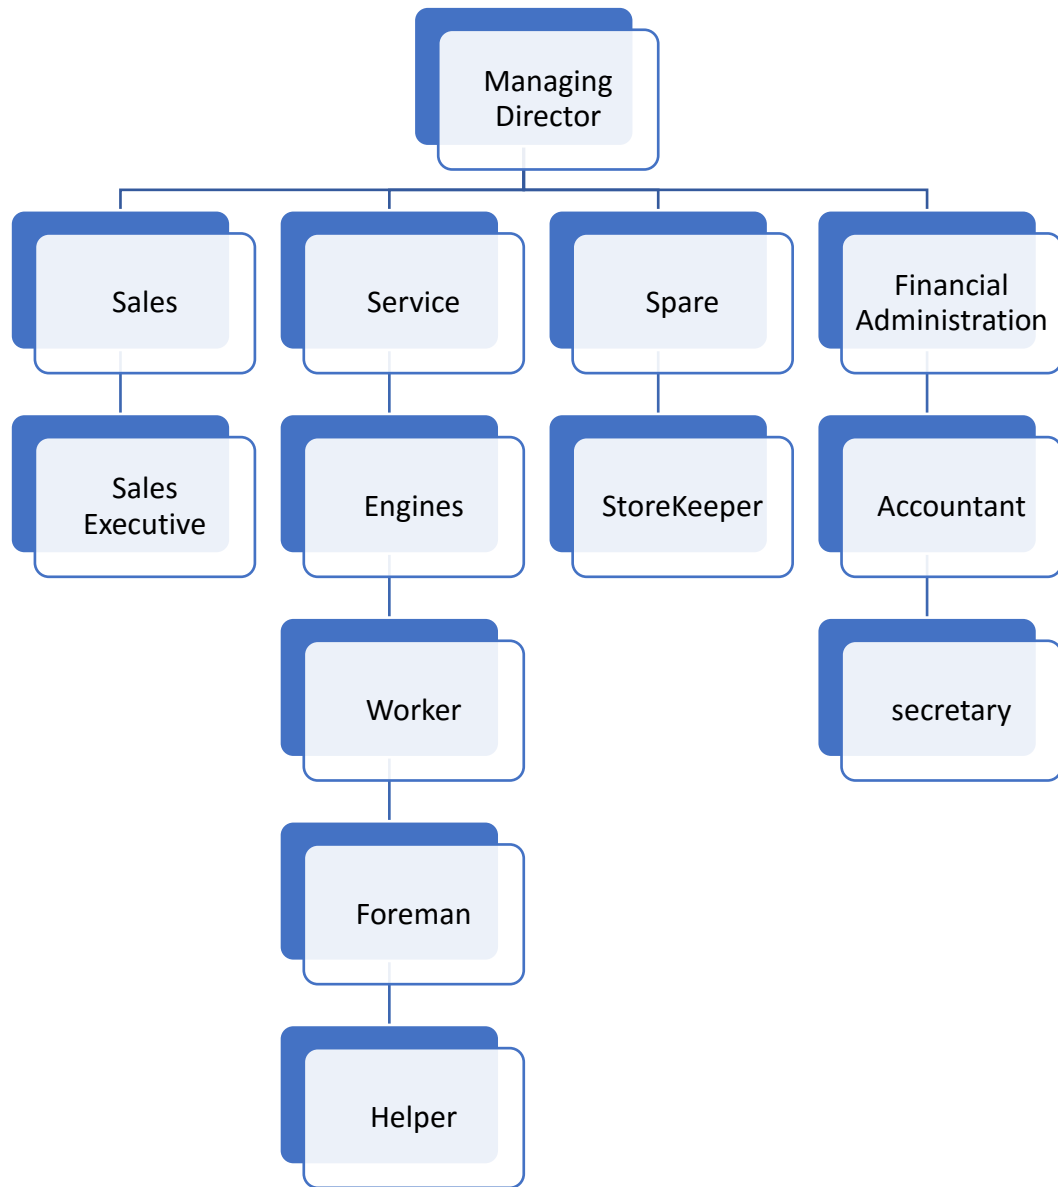 Managing
Director
Sales
Service
Spare
Financial
Administration
Sales
Executive
Engines
StoreKeeper
Accountant
Worker
secretary
Foreman
Helper